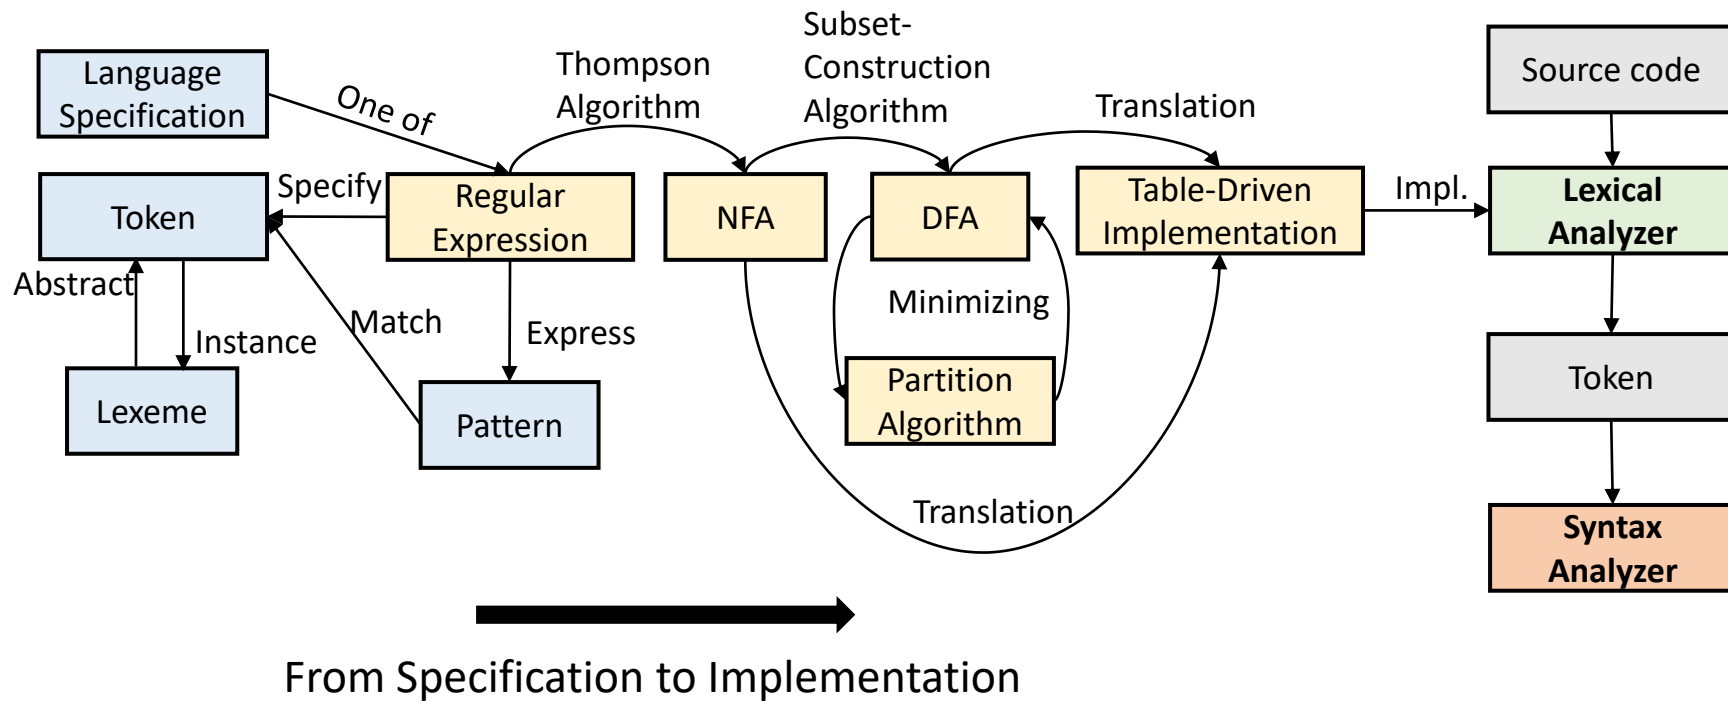 Language
Specification
One of
Thompson
Algorithm
Subset-
Construction
Algorithm
Translation
Source code
Token
Specify
Regular
Expression
NFA
DFA
Table-Driven
Implementation
Impl.
Lexical
Analyzer
Abstract
Instance
Match
Express
Minimizing
Lexeme
Pattern
Partition
Algorithm
Token
Translation
Syntax
Analyzer
From Specification to Implementation